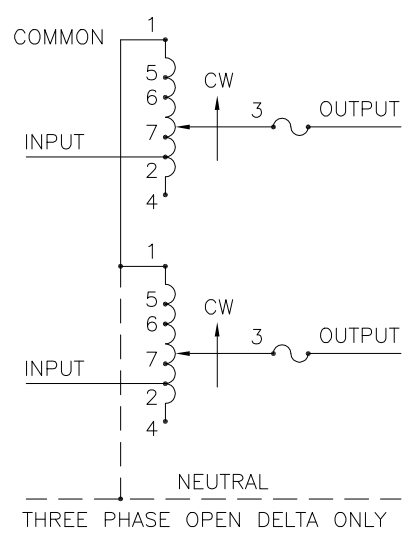 1
COMMON
5
CW
6
3
OUTPUT
7
INPUT
2
4
1
5
CW
6
3
OUTPUT
7
INPUT
2
4
NEUTRAL
THREE PHASE OPEN DELTA ONLY